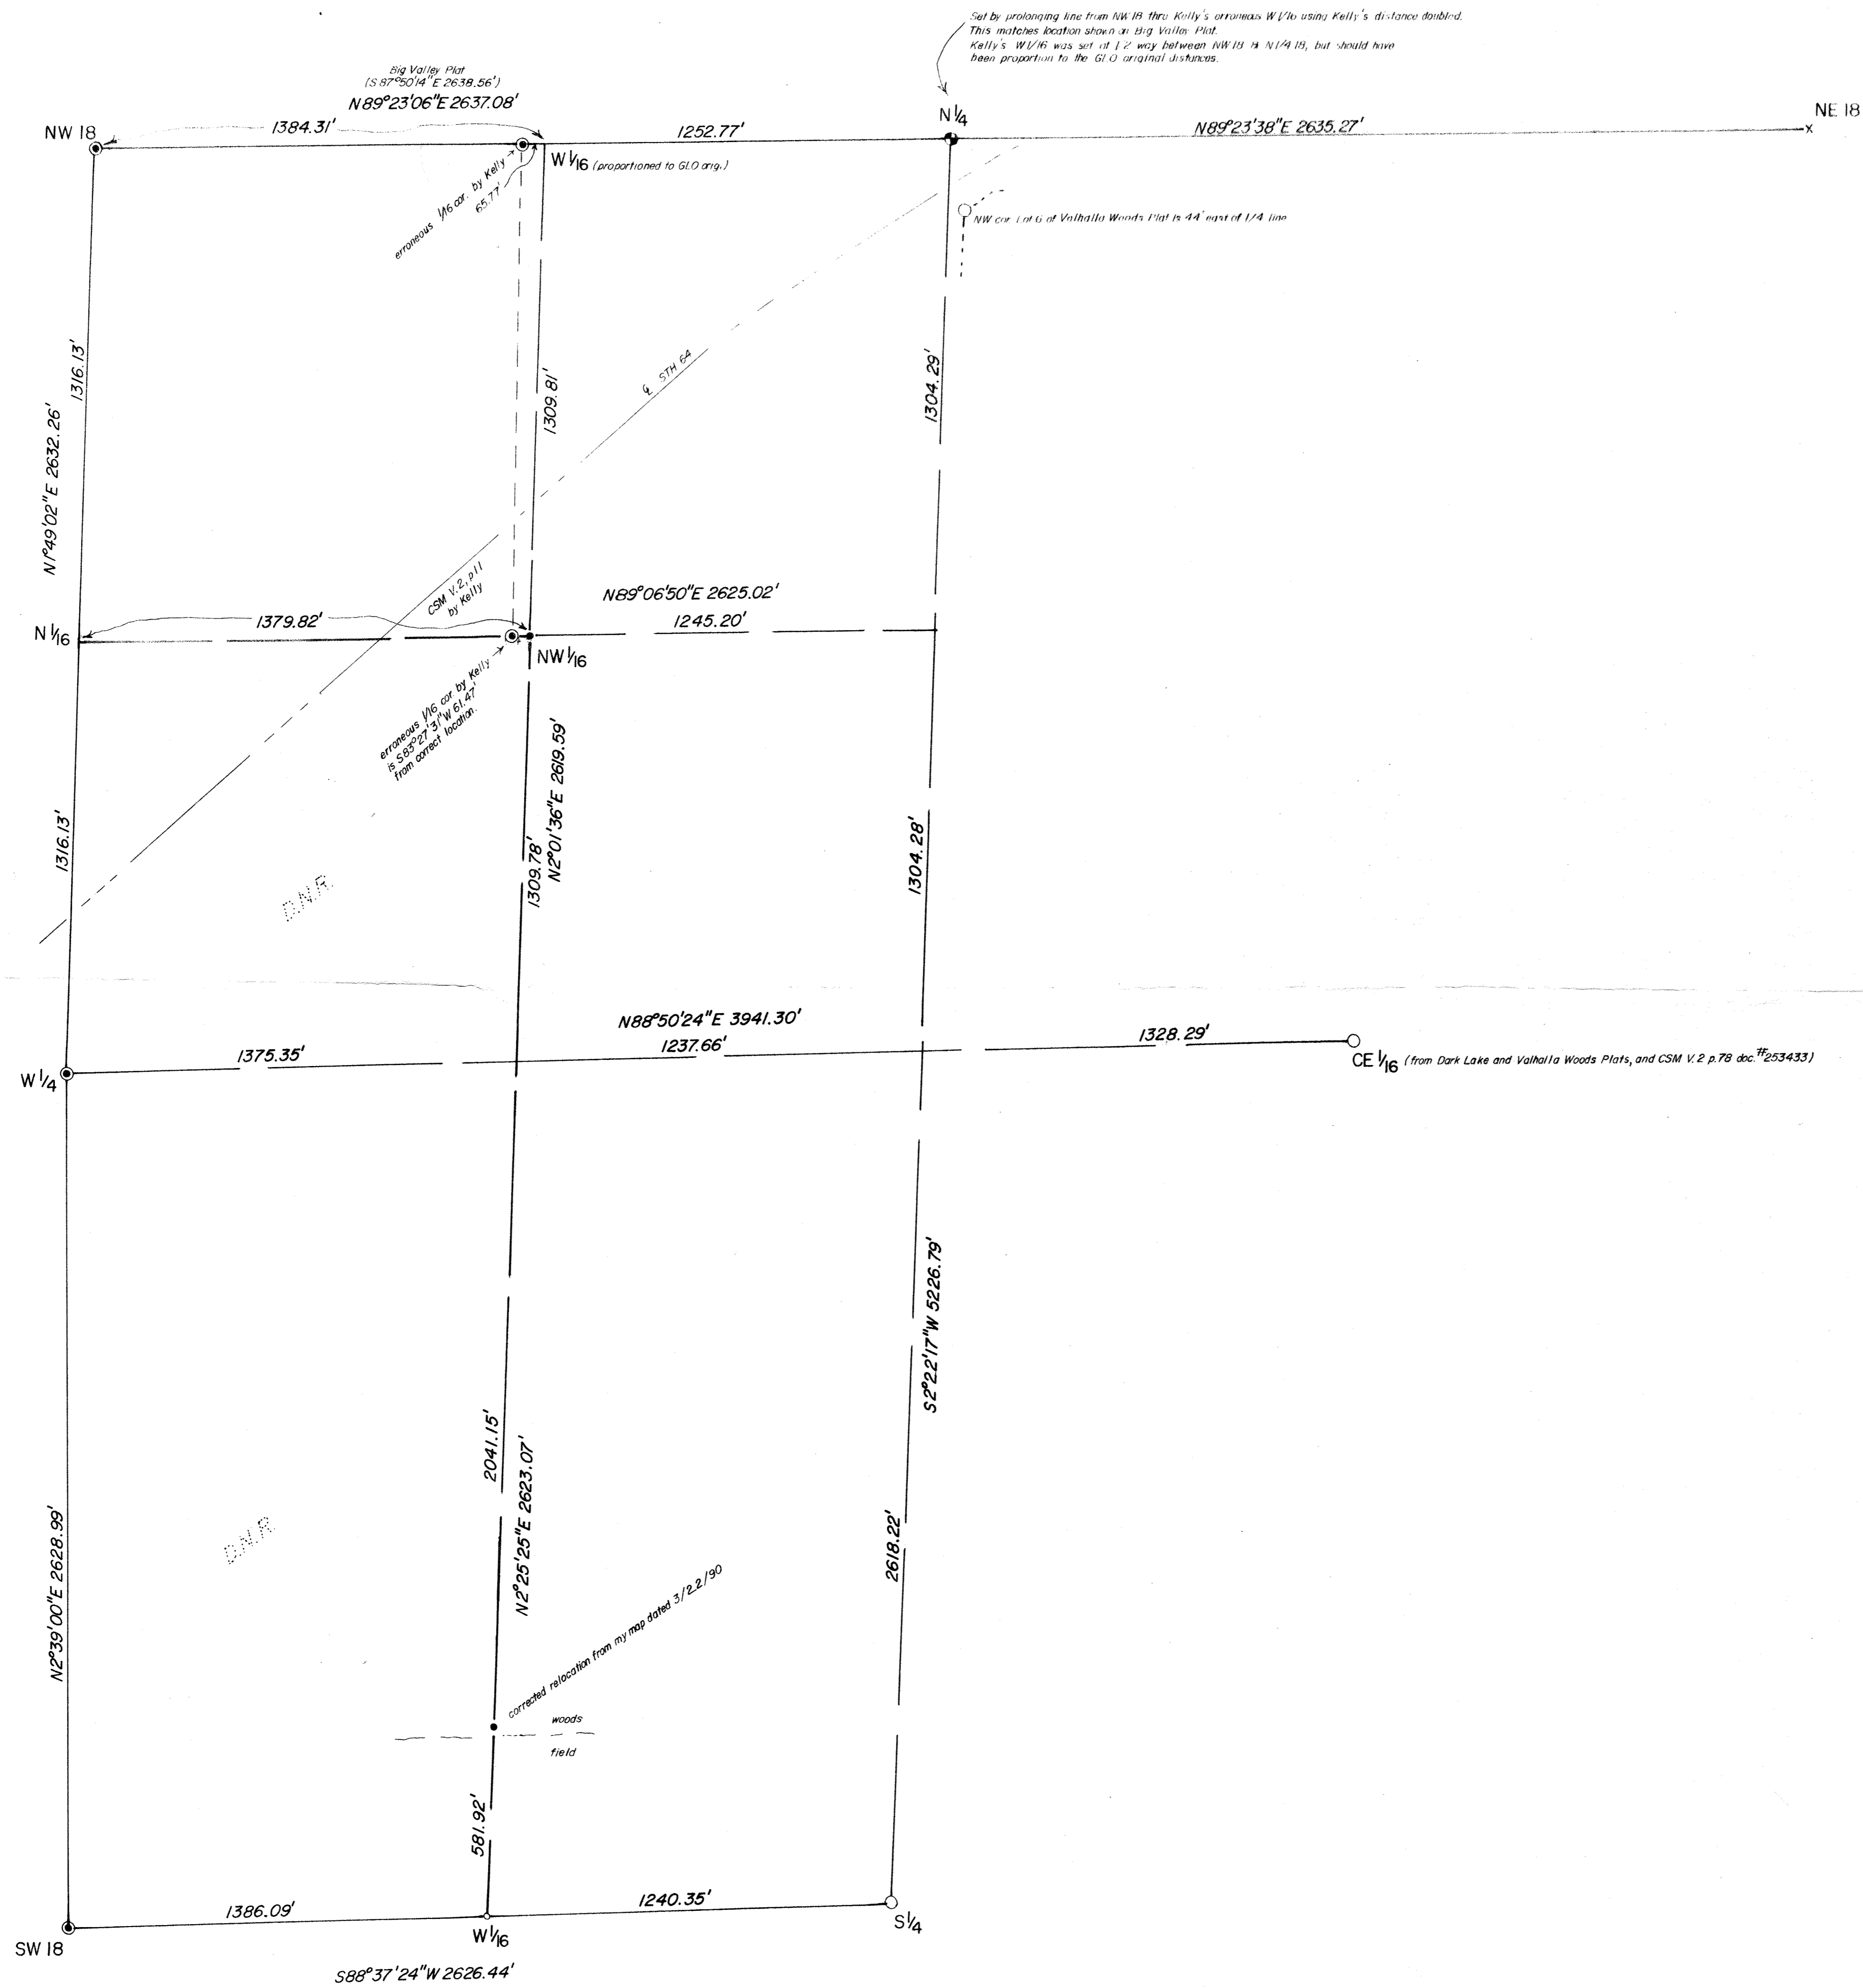 Set by prolonging line from NW 18 thru Kelly's erroneous W 1/16 using Kelly's distance doubled.
This matches location shown on Big Valley Plat.
Kelly's W1/16 was set at 1/2 way between NW 18 & N 1/4 18, but should have
been proportion to the GLO original distances.
Big Valley Plat
(S 87°50'14"E 2638.56')
N89°23'06"E 2637.08'
NW 18
1384.31'
1252.77'
N1/4
N89°23'38"E 2635.27'
NE 18
x
W1/16 (proportioned to GLO orig.)
erroneous 1/16 cor. by Kelly
65.77'
NW cor. Lot 6 of Valhalla Woods Plat is 44' east of 1/4 line
1316.13'
N1°49'02"E 2632.26'
1309.81'
℄ STH 64
1304.29'
CSM V.2, p11
by Kelly
N89°06'50"E 2625.02'
N1/16
1379.82'
1245.20'
NW1/16
erroneous 1/16 cor. by Kelly
is S83°27'31"W 61.47'
from correct location.
1316.13'
D.N.R.
1309.78'
N2°01'36"E 2619.59'
1304.28'
N88°50'24"E 3941.30'
W1/4
1375.35'
1237.66'
1328.29'
CE1/16 (from Dark Lake and Valhalla Woods Plats, and CSM V.2 p.78 doc.#253433)
S2°22'17"W 5226.79'
2041.15'
N2°25'25"E 2623.07'
N2°39'00"E 2628.99'
D.N.R.
2618.22'
corrected relocation from my map dated 3/22/90
woods
field
581.92'
SW 18
1386.09'
W1/16
1240.35'
S1/4
S88°37'24"W 2626.44'